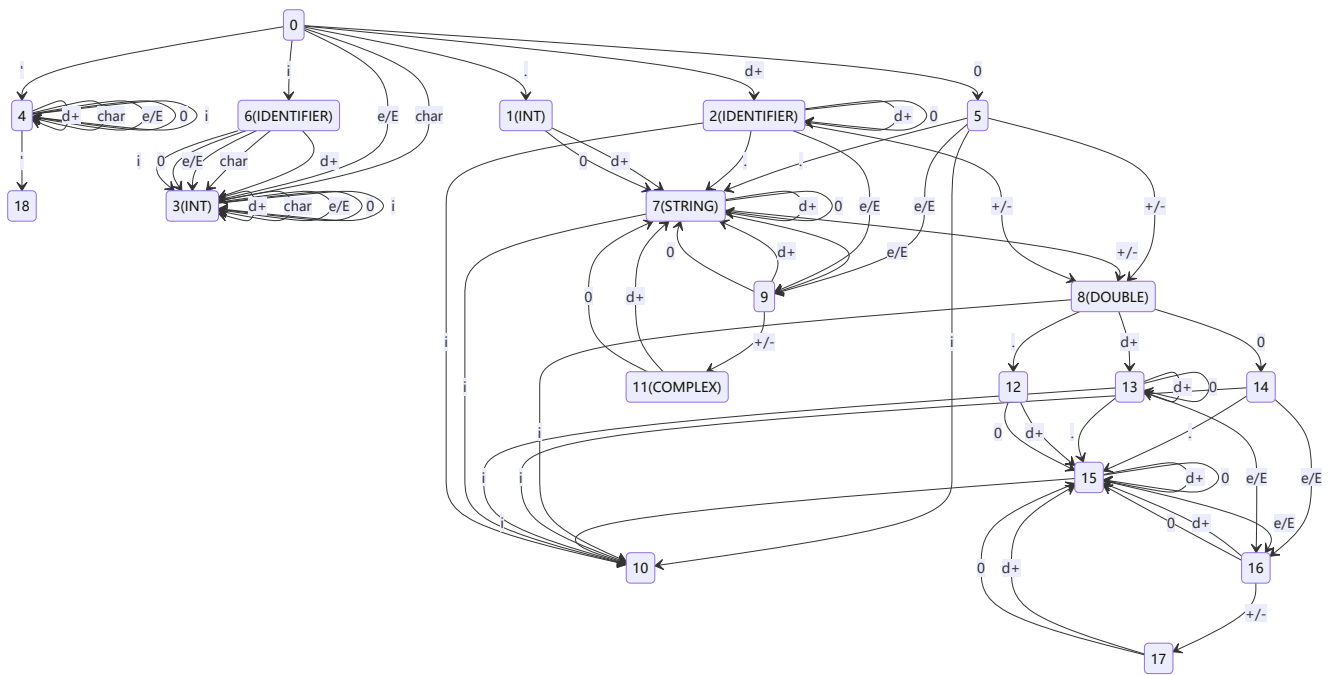 0
' i e/E char . d+ 0
4 d+ char e/E 0 i 6(IDENTIFIER) 1(INT) 2(IDENTIFIER) d+ 0 5
' i 0 e/E char d+ 0 d+ . .
18 3(INT) d+ char e/E 0 i 7(STRING) d+ 0 e/E e/E +/- +/-
0 d+ e/E +/-
0 d+ 9 8(DOUBLE)
i +/- i . d+ 0
i 11(COMPLEX) 12 13 d+ 0 14
i 0 d+ . .
i i 15 d+ 0 e/E e/E
i 0 d+ e/E
0 d+ 10 16
+/-
17